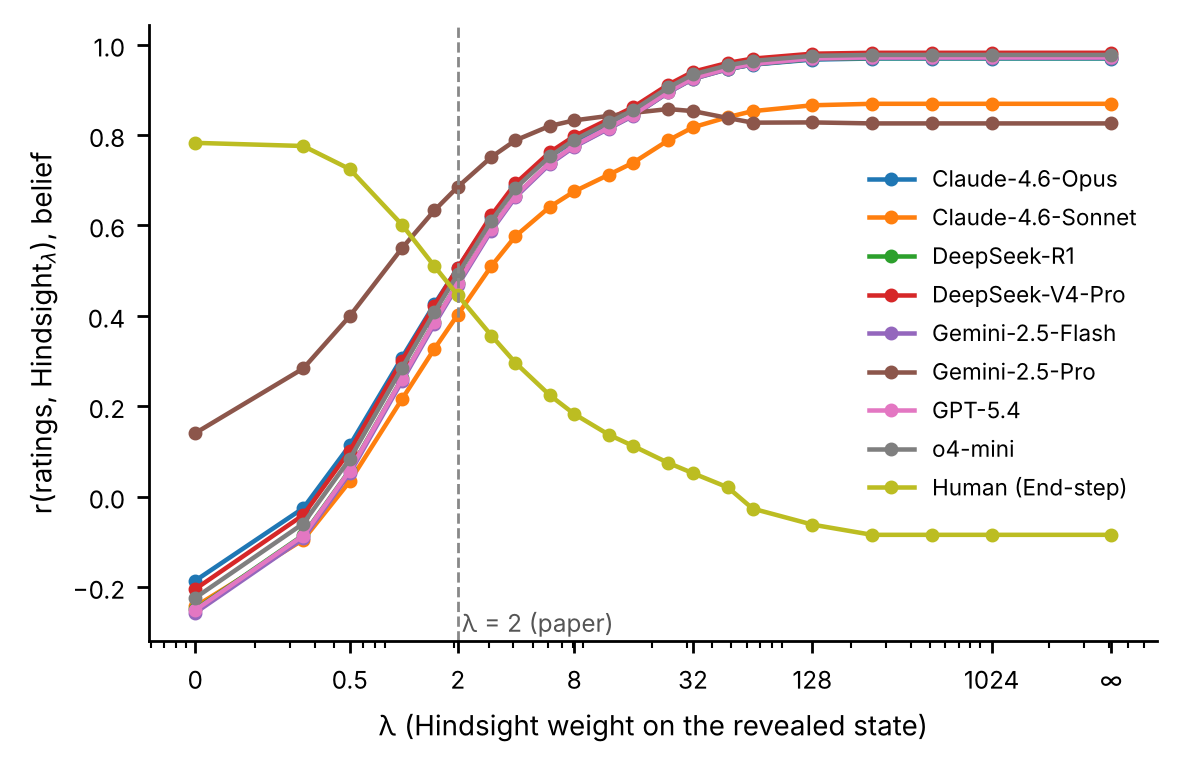 1.0
0.8
0.6
0.4
0.2
0.0
−0.2
r(ratings, Hindsightλ), belief
Claude-4.6-Opus
Claude-4.6-Sonnet
DeepSeek-R1
DeepSeek-V4-Pro
Gemini-2.5-Flash
Gemini-2.5-Pro
GPT-5.4
o4-mini
Human (End-step)
λ = 2 (paper)
0 0.5 2 8 32 128 1024 ∞
λ (Hindsight weight on the revealed state)